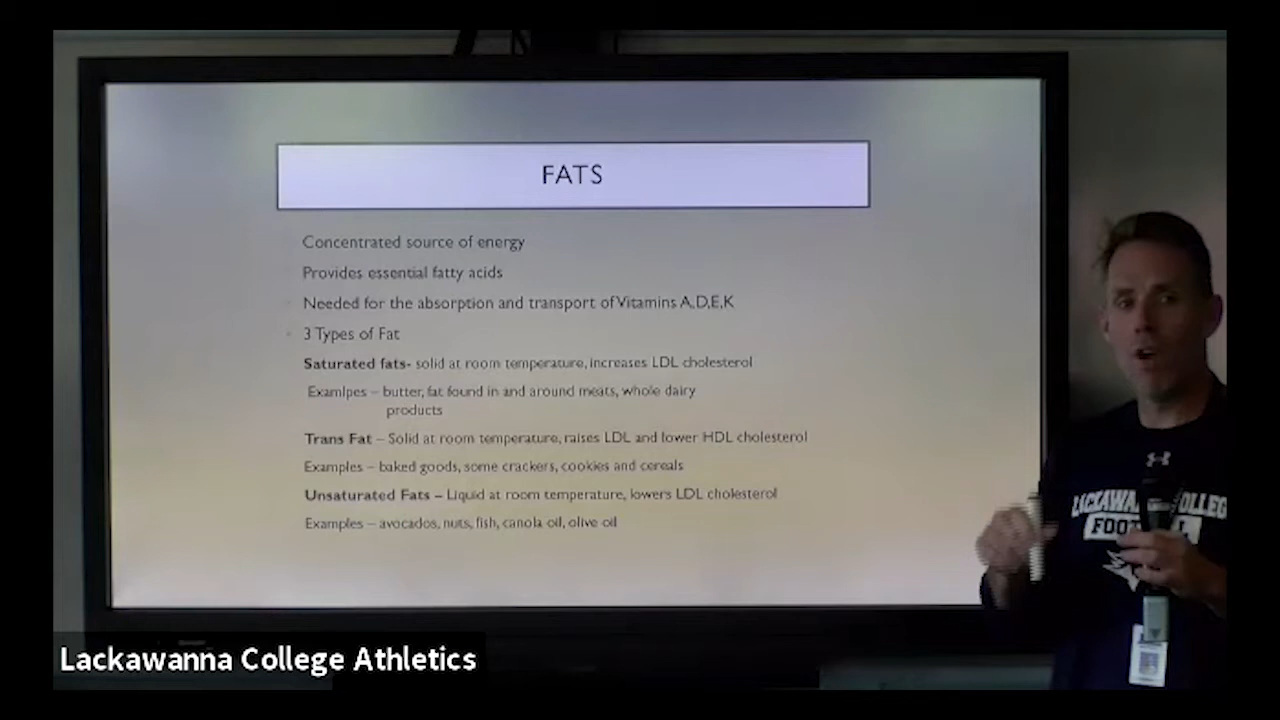 FATS
Concentrated source of energy
Provides essential fatty acids
Needed for the absorption and transport of Vitamins A,D,E,K
3 Types of Fat
Saturated fats- solid at room temperature, increases LDL cholesterol
Examlpes – butter, fat found in and around meats, whole dairy
products
Trans Fat – Solid at room temperature, raises LDL and lower HDL cholesterol
Examples – baked goods, some crackers, cookies and cereals
Unsaturated Fats – Liquid at room temperature, lowers LDL cholesterol
Examples – avocados, nuts, fish, canola oil, olive oil
Lackawanna College Athletics